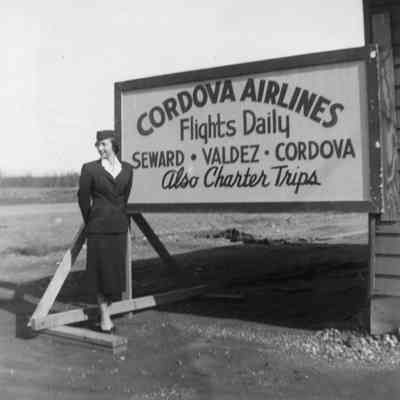 CORDOVA AIRLINES
Flights Daily
SEWARD • VALDEZ • CORDOVA
Also Charter Trips